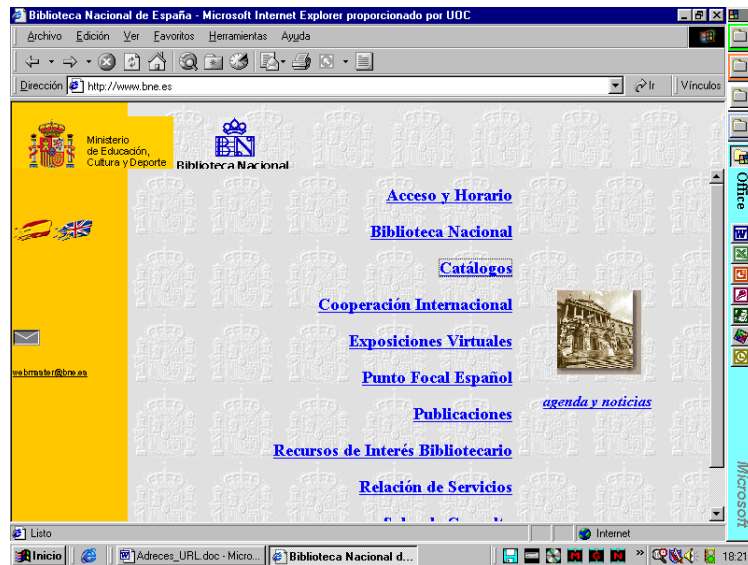 Biblioteca Nacional de España - Microsoft Internet Explorer proporcionado por UOC
Archivo Edición Ver Favoritos Herramientas Ayuda
Dirección http://www.bne.es Ir Vínculos
Ministerio
de Educación,
Cultura y Deporte
BN
Biblioteca Nacional
Acceso y Horario
Biblioteca Nacional
Catálogos
Cooperación Internacional
Exposiciones Virtuales
Punto Focal Español
webmaster@bne.es
agenda y noticias
Publicaciones
Recursos de Interés Bibliotecario
Relación de Servicios
Office
Microsoft
Listo Internet
Inicio Adreces_URL.doc - Micro... Biblioteca Nacional d... 18:21